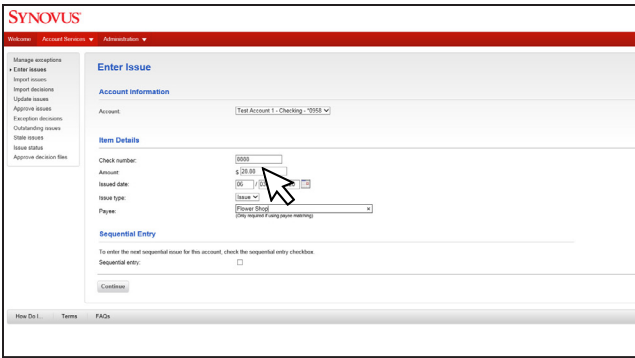 SYNOVUS®
Welcome Account Services Administration
Manage exceptions
Enter issues
Import issues
Import decisions
Update issues
Approve issues
Exception decisions
Outstanding issues
Stale issues
Issue status
Approve decision files
Enter Issue
Account Information
Account: Test Account 1 - Checking - *0958
Item Details
Check number: 0000
Amount: $ 20.00
Issued date: 06 / 03
Issue type: Issue
Payee: Flower Shop x
(Only required if using payee matching)
Sequential Entry
To enter the next sequential issue for this account, check the sequential entry checkbox.
Sequential entry:
Continue
How Do I... Terms FAQs